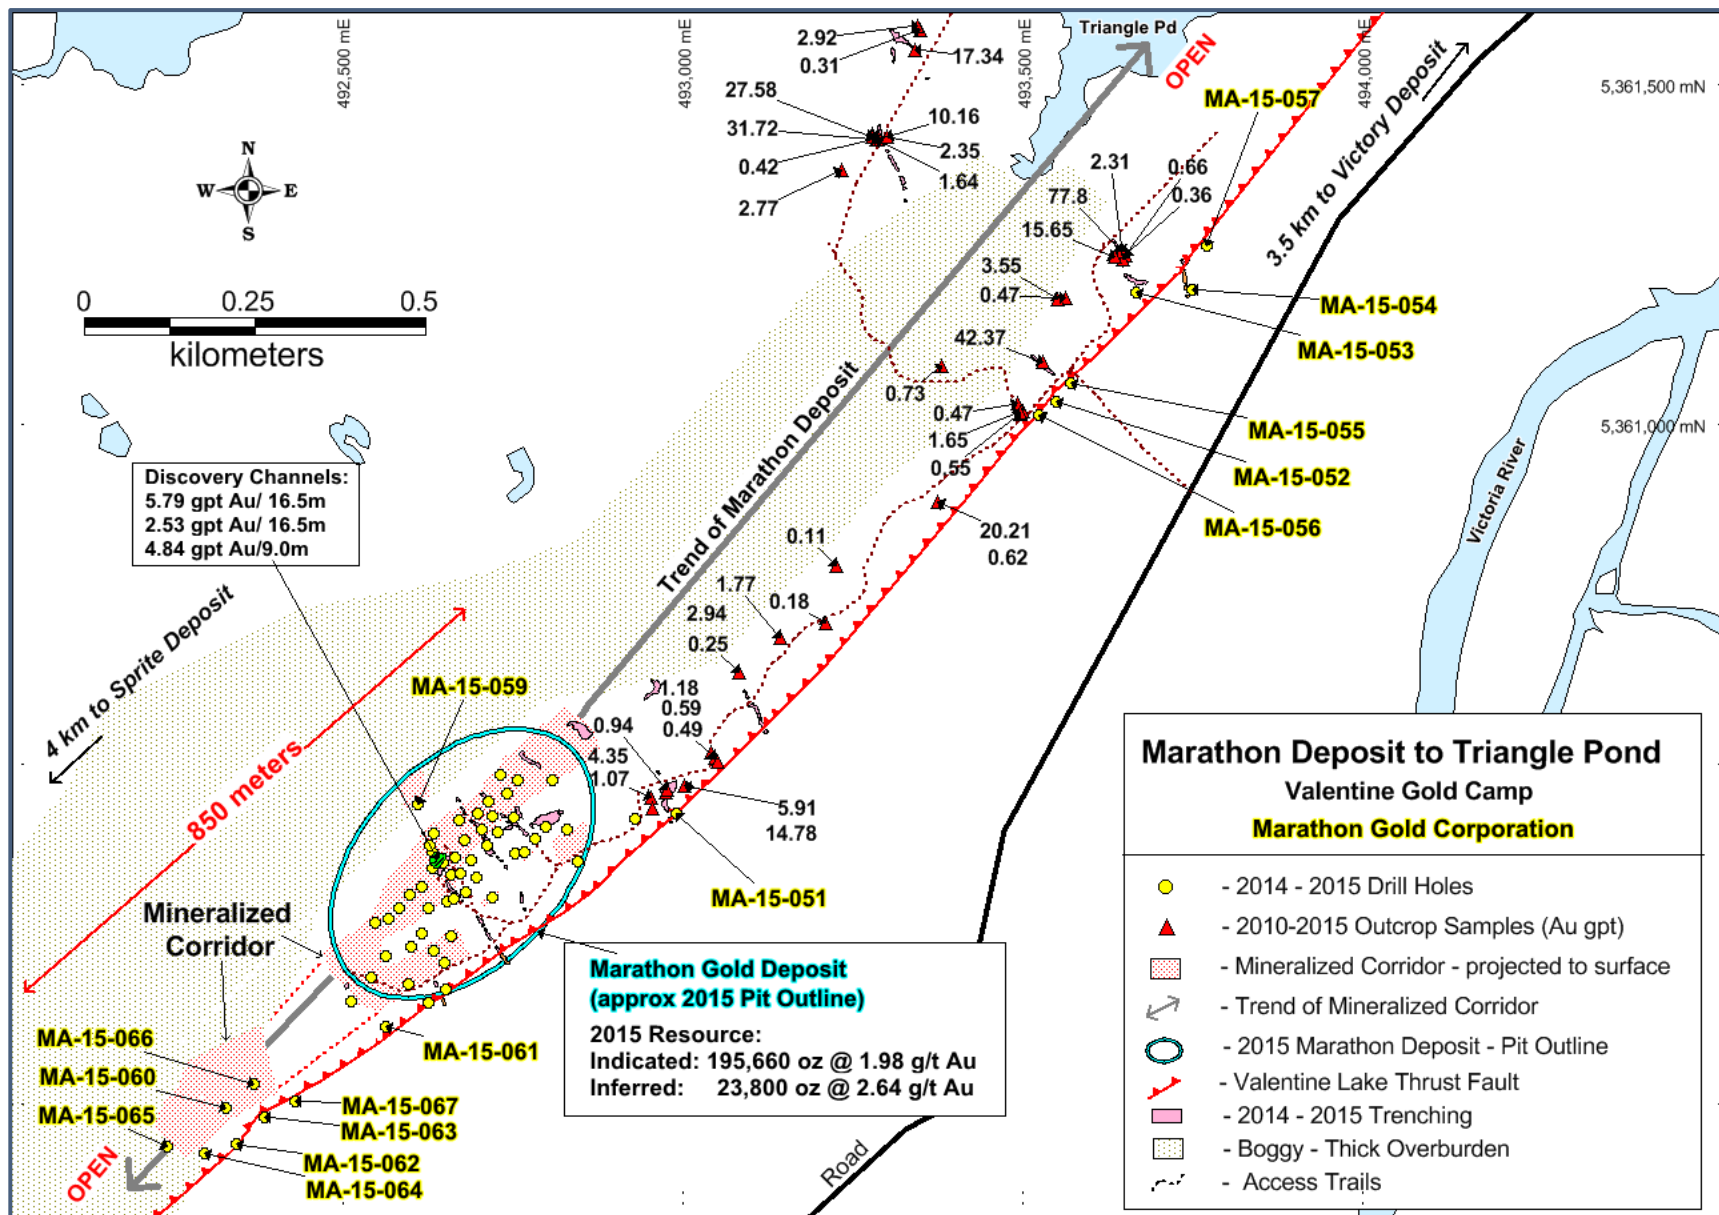 Triangle Pd
OPEN
492,500 mE
493,000 mE
493,500 mE
494,000 mE
5,361,500 mN
5,361,000 mN
2.92
0.31
17.34
27.58
31.72
0.42
2.77
10.16
2.35
1.64
MA-15-057
2.31
0.66
0.36
77.8
15.65
3.55
0.47
3.5 km to Victory Deposit
N
W
E
S
0
0.25
0.5
kilometers
MA-15-054
MA-15-053
42.37
0.73
0.47
1.65
0.55
MA-15-055
MA-15-052
MA-15-056
Victoria River
Trend of Marathon Deposit
Discovery Channels:
5.79 gpt Au/ 16.5m
2.53 gpt Au/ 16.5m
4.84 gpt Au/9.0m
20.21
0.62
0.11
1.77
0.18
2.94
0.25
4 km to Sprite Deposit
850 meters
MA-15-059
1.18
0.59
0.49
0.94
4.35
1.07
5.91
14.78
MA-15-051
Mineralized
Corridor
Marathon Gold Deposit
(approx 2015 Pit Outline)
2015 Resource:
Indicated: 195,660 oz @ 1.98 g/t Au
Inferred: 23,800 oz @ 2.64 g/t Au
MA-15-066
MA-15-060
MA-15-065
MA-15-061
MA-15-067
MA-15-063
MA-15-062
MA-15-064
OPEN
Road
Marathon Deposit to Triangle Pond
Valentine Gold Camp
Marathon Gold Corporation
- 2014 - 2015 Drill Holes
- 2010-2015 Outcrop Samples (Au gpt)
- Mineralized Corridor - projected to surface
- Trend of Mineralized Corridor
- 2015 Marathon Deposit - Pit Outline
- Valentine Lake Thrust Fault
- 2014 - 2015 Trenching
- Boggy - Thick Overburden
- Access Trails